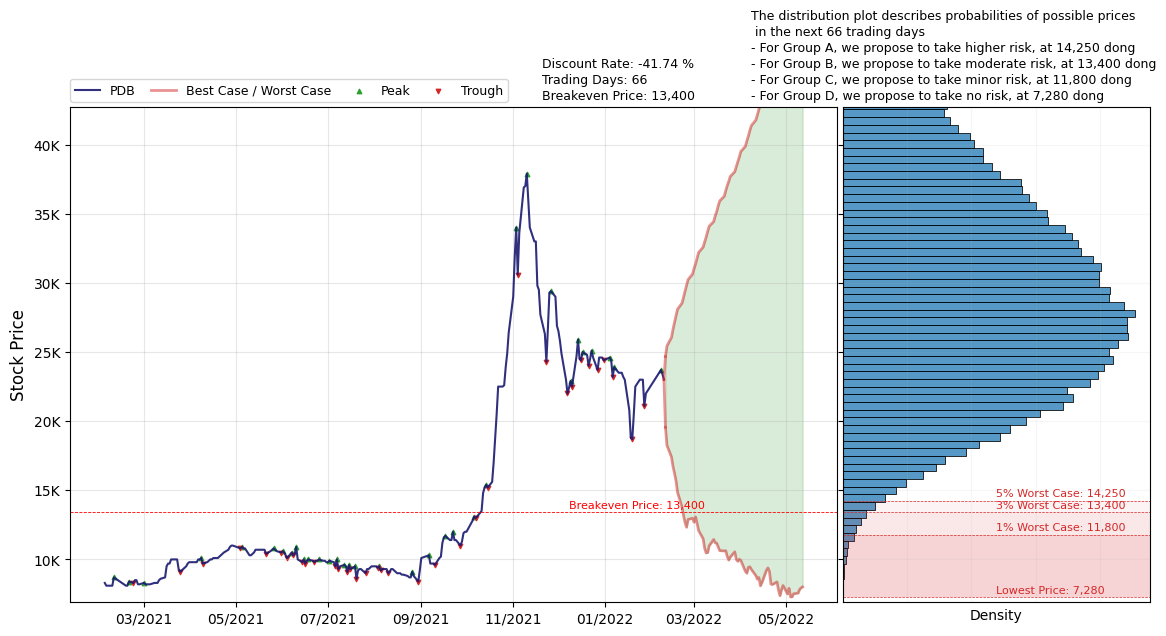 The distribution plot describes probabilities of possible prices
in the next 66 trading days
- For Group A, we propose to take higher risk, at 14,250 dong
- For Group B, we propose to take moderate risk, at 13,400 dong
- For Group C, we propose to take minor risk, at 11,800 dong
- For Group D, we propose to take no risk, at 7,280 dong
Discount Rate: -41.74 %
Trading Days: 66
Breakeven Price: 13,400
PDB
Best Case / Worst Case
Peak
Trough
Stock Price
40K
35K
30K
25K
20K
15K
10K
Breakeven Price: 13,400
03/2021
05/2021
07/2021
09/2021
11/2021
01/2022
03/2022
05/2022
5% Worst Case: 14,250
3% Worst Case: 13,400
1% Worst Case: 11,800
Lowest Price: 7,280
Density